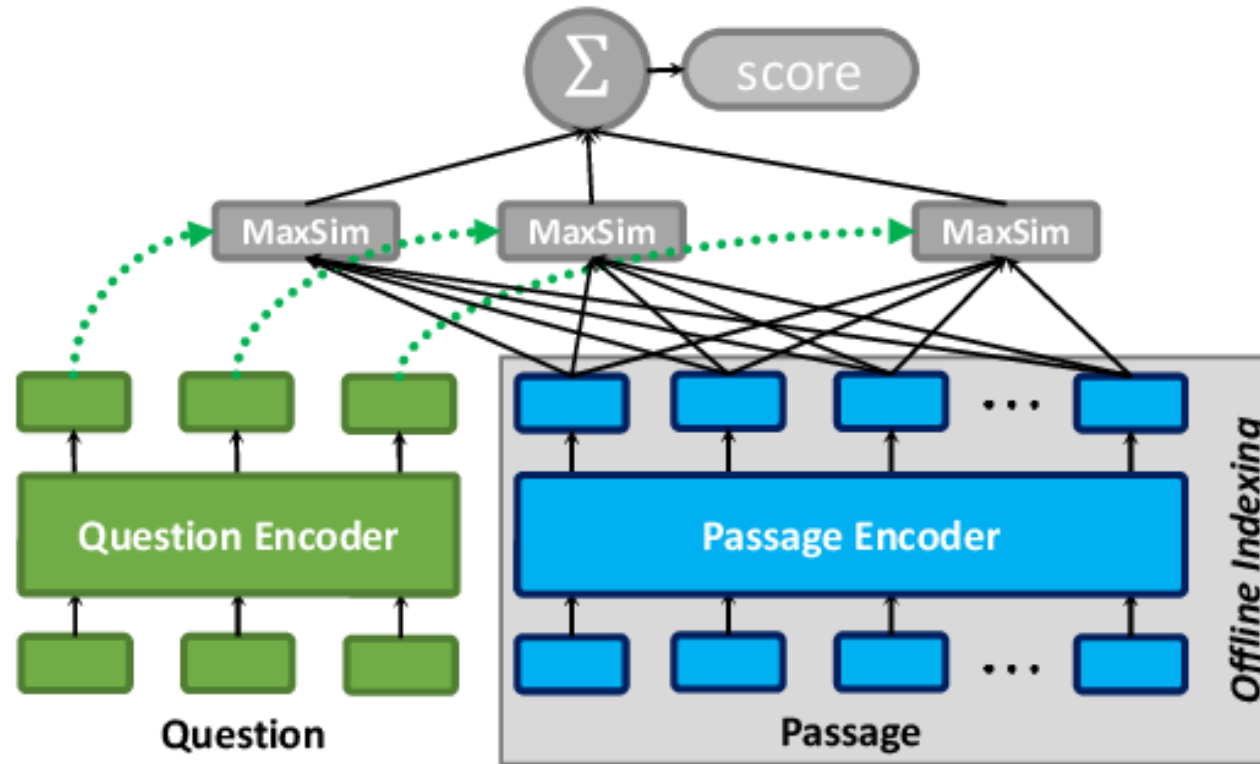 Σ
score
MaxSim
MaxSim
MaxSim
...
Question Encoder
Passage Encoder
Offline Indexing
...
Question
Passage